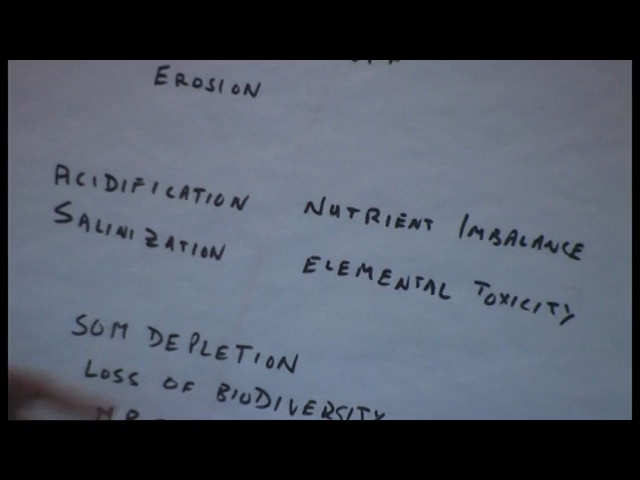 EROSION
ACIDIFICATION NUTRIENT IMBALANCE
SALINIZATION ELEMENTAL TOXICITY
SOM DEPLETION
LOSS OF BIODIVERSITY